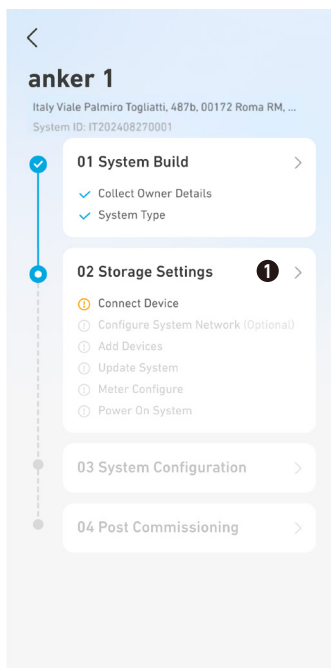 anker 1
Italy Viale Palmiro Togliatti, 487b, 00172 Roma RM, ...
System ID: IT202408270001
01 System Build
Collect Owner Details
System Type
02 Storage Settings 1
Connect Device
Configure System Network (Optional)
Add Devices
Update System
Meter Configure
Power On System
03 System Configuration
04 Post Commissioning